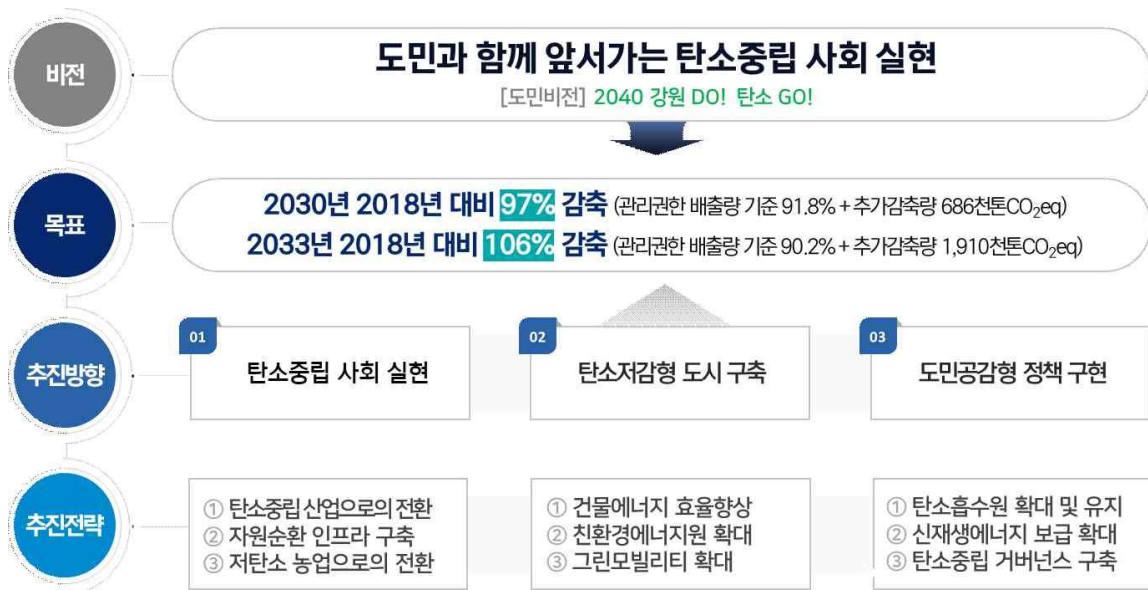 비전
도민과 함께 앞서가는 탄소중립 사회 실현
[도민비전] 2040 강원 DO! 탄소 GO!
목표
2030년 2018년 대비 97% 감축 (관리권한 배출량 기준 91.8% + 추가감축량 686천톤CO₂eq)
2033년 2018년 대비 106% 감축 (관리권한 배출량 기준 90.2% + 추가감축량 1,910천톤CO₂eq)
추진방향
01
탄소중립 사회 실현
02
탄소저감형 도시 구축
03
도민공감형 정책 구현
추진전략
① 탄소중립 산업으로의 전환
② 자원순환 인프라 구축
③ 저탄소 농업으로의 전환
① 건물에너지 효율향상
② 친환경에너지원 확대
③ 그린모빌리티 확대
① 탄소흡수원 확대 및 유지
② 신재생에너지 보급 확대
③ 탄소중립 거버넌스 구축